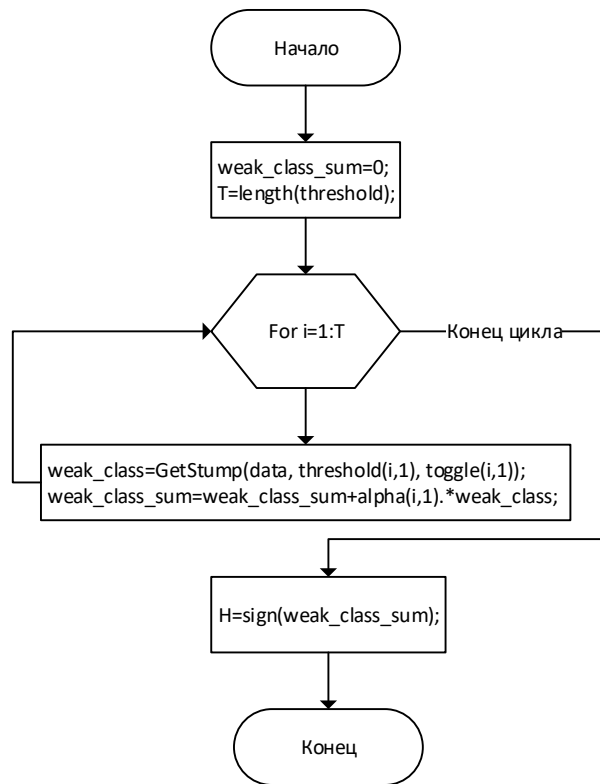 Начало
weak_class_sum=0;
T=length(threshold);
For i=1:T
Конец цикла
weak_class=GetStump(data, threshold(i,1), toggle(i,1));
weak_class_sum=weak_class_sum+alpha(i,1).*weak_class;
H=sign(weak_class_sum);
Конец